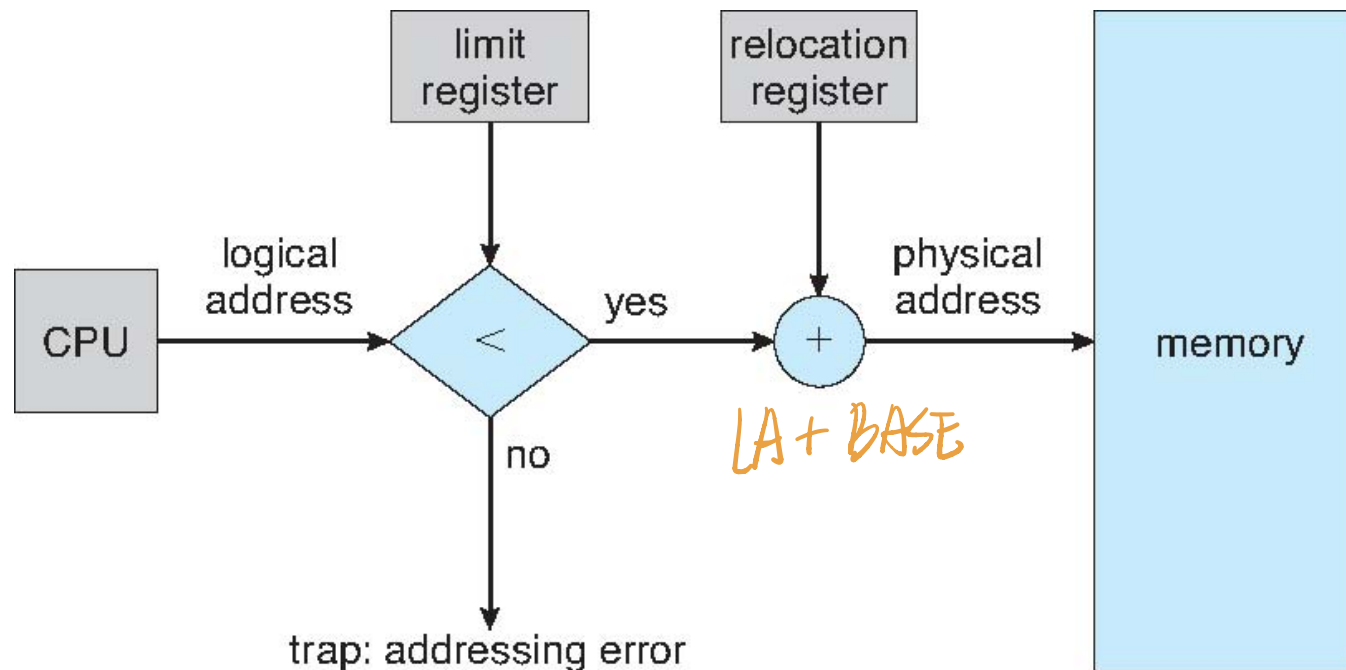 limit
register
relocation
register
logical
address
physical
address
CPU
<
yes
+
memory
LA + BASE
no
trap: addressing error